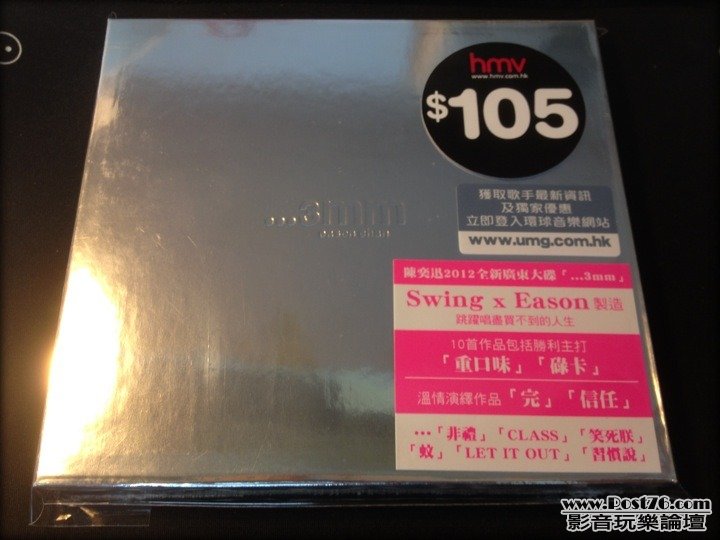 hmv
www.hmv.com.hk
$105
...3mm
eason chan
獲取歌手最新資訊
及獨家優惠
立即登入環球音樂網站
www.umg.com.hk
陳奕迅2012全新廣東大碟「...3mm」
Swing x Eason 製造
跳躍唱盡買不到的人生
10首作品包括勝利主打
「重口味」「碌卡」
溫情演繹作品「完」「信任」
…「非禮」「CLASS」「笑死朕」
「蚊」「LET IT OUT」「習慣說」
www.Post76.com
影音玩樂論壇